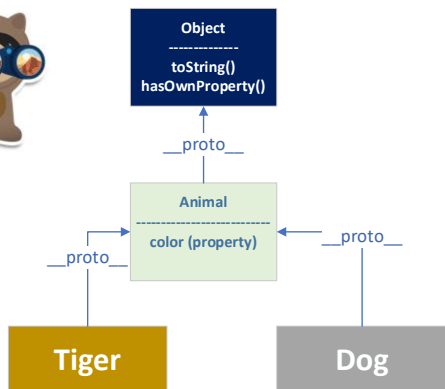 Object
--------------
toString()
hasOwnProperty()
__proto__
Animal
---------------------------
color (property)
__proto__
__proto__
Tiger
Dog